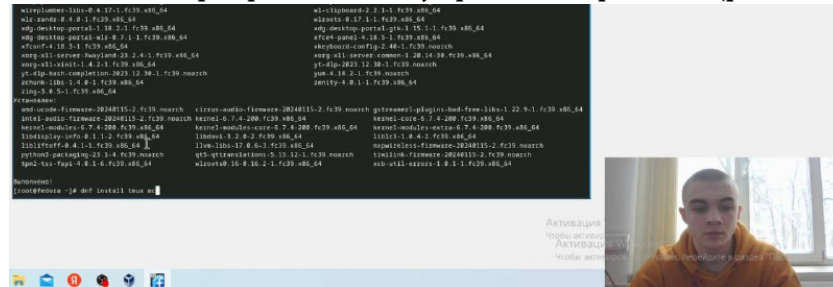 wireplumber-libs-0.4.17-1.fc39.x86_64 wl-clipboard-2.2.1-1.fc39.x86_64
wlr-randr-0.4.0-1.fc39.x86_64 wlroots-0.17.1-1.fc39.x86_64
xdg-desktop-portal-1.18.2-1.fc39.x86_64 xdg-desktop-portal-gtk-1.15.1-1.fc39.x86_64
xdg-desktop-portal-wlr-0.7.1-1.fc39.x86_64 xfce4-panel-4.18.5-1.fc39.x86_64
xfconf-4.18.3-1.fc39.x86_64 xkeyboard-config-2.40-1.fc39.noarch
xorg-x11-server-Xwayland-23.2.4-1.fc39.x86_64 xorg-x11-server-common-1.20.14-30.fc39.x86_64
xorg-x11-xinit-1.4.2-1.fc39.x86_64 yt-dlp-2023.12.30-1.fc39.noarch
yt-dlp-bash-completion-2023.12.30-1.fc39.noarch yum-4.18.2-1.fc39.noarch
zchunk-libs-1.4.0-1.fc39.x86_64 zenity-4.0.1-1.fc39.x86_64
zing-3.0.5-1.fc39.x86_64
Установлен:
amd-ucode-firmware-20240115-2.fc39.noarch cirrus-audio-firmware-20240115-2.fc39.noarch gstreamer1-plugins-bad-free-libs-1.22.9-1.fc39.x86_64
intel-audio-firmware-20240115-2.fc39.noarch kernel-6.7.4-200.fc39.x86_64 kernel-core-6.7.4-200.fc39.x86_64
kernel-modules-6.7.4-200.fc39.x86_64 kernel-modules-core-6.7.4-200.fc39.x86_64 kernel-modules-extra-6.7.4-200.fc39.x86_64
libdisplay-info-0.1.1-2.fc39.x86_64 libdovi-3.2.0-2.fc39.x86_64 liblc3-1.0.4-2.fc39.x86_64
libliftoff-0.4.1-1.fc39.x86_64 llvm-libs-17.0.6-3.fc39.x86_64 nxpwireless-firmware-20240115-2.fc39.noarch
python3-packaging-23.1-4.fc39.noarch qt5-qttranslations-5.15.12-1.fc39.noarch tiwilink-firmware-20240115-2.fc39.noarch
tpm2-tss-fapi-4.0.1-6.fc39.x86_64 wlroots0.16-0.16.2-1.fc39.x86_64 xcb-util-errors-1.0.1-1.fc39.x86_64
Выполнено!
[root@fedora ~]# dnf install tmux mc
Активация
Чтобы активир
Активация W
Чтобы активировать Windows, перейдите в раздел